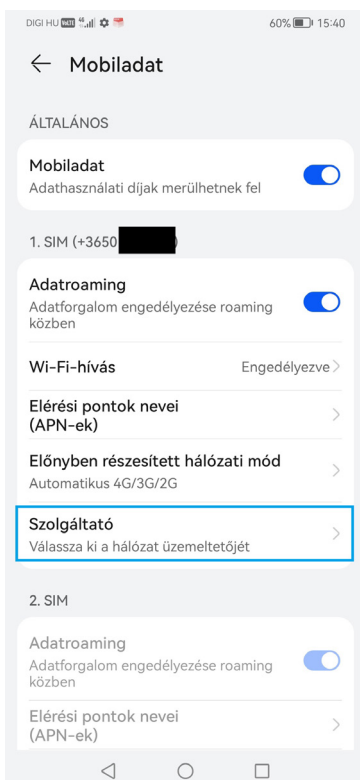 DIGI HU VoLTE 4G 60% 15:40
Mobiladat
ÁLTALÁNOS
Mobiladat
Adathasználati díjak merülhetnek fel
1. SIM (+3650 )
Adatroaming
Adatforgalom engedélyezése roaming
közben
Wi-Fi-hívás Engedélyezve
Elérési pontok nevei
(APN-ek)
Előnyben részesített hálózati mód
Automatikus 4G/3G/2G
Szolgáltató
Válassza ki a hálózat üzemeltetőjét
2. SIM
Adatroaming
Adatforgalom engedélyezése roaming
közben
Elérési pontok nevei
(APN-ek)